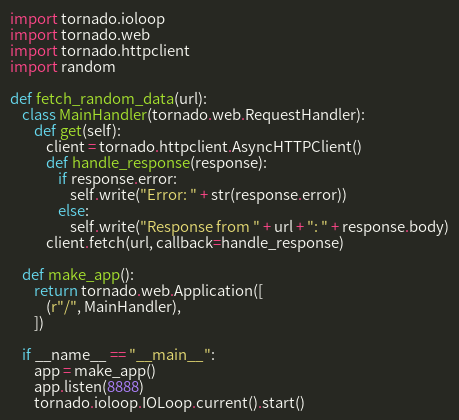 import tornado.ioloop
import tornado.web
import tornado.httpclient
import random

def fetch_random_data(url):
    class MainHandler(tornado.web.RequestHandler):
        def get(self):
            client = tornado.httpclient.AsyncHTTPClient()
            def handle_response(response):
                if response.error:
                    self.write("Error: " + str(response.error))
                else:
                    self.write("Response from " + url + ": " + response.body)
            client.fetch(url, callback=handle_response)

    def make_app():
        return tornado.web.Application([
            (r"/", MainHandler),
        ])

    if __name__ == "__main__":
        app = make_app()
        app.listen(8888)
        tornado.ioloop.IOLoop.current().start()